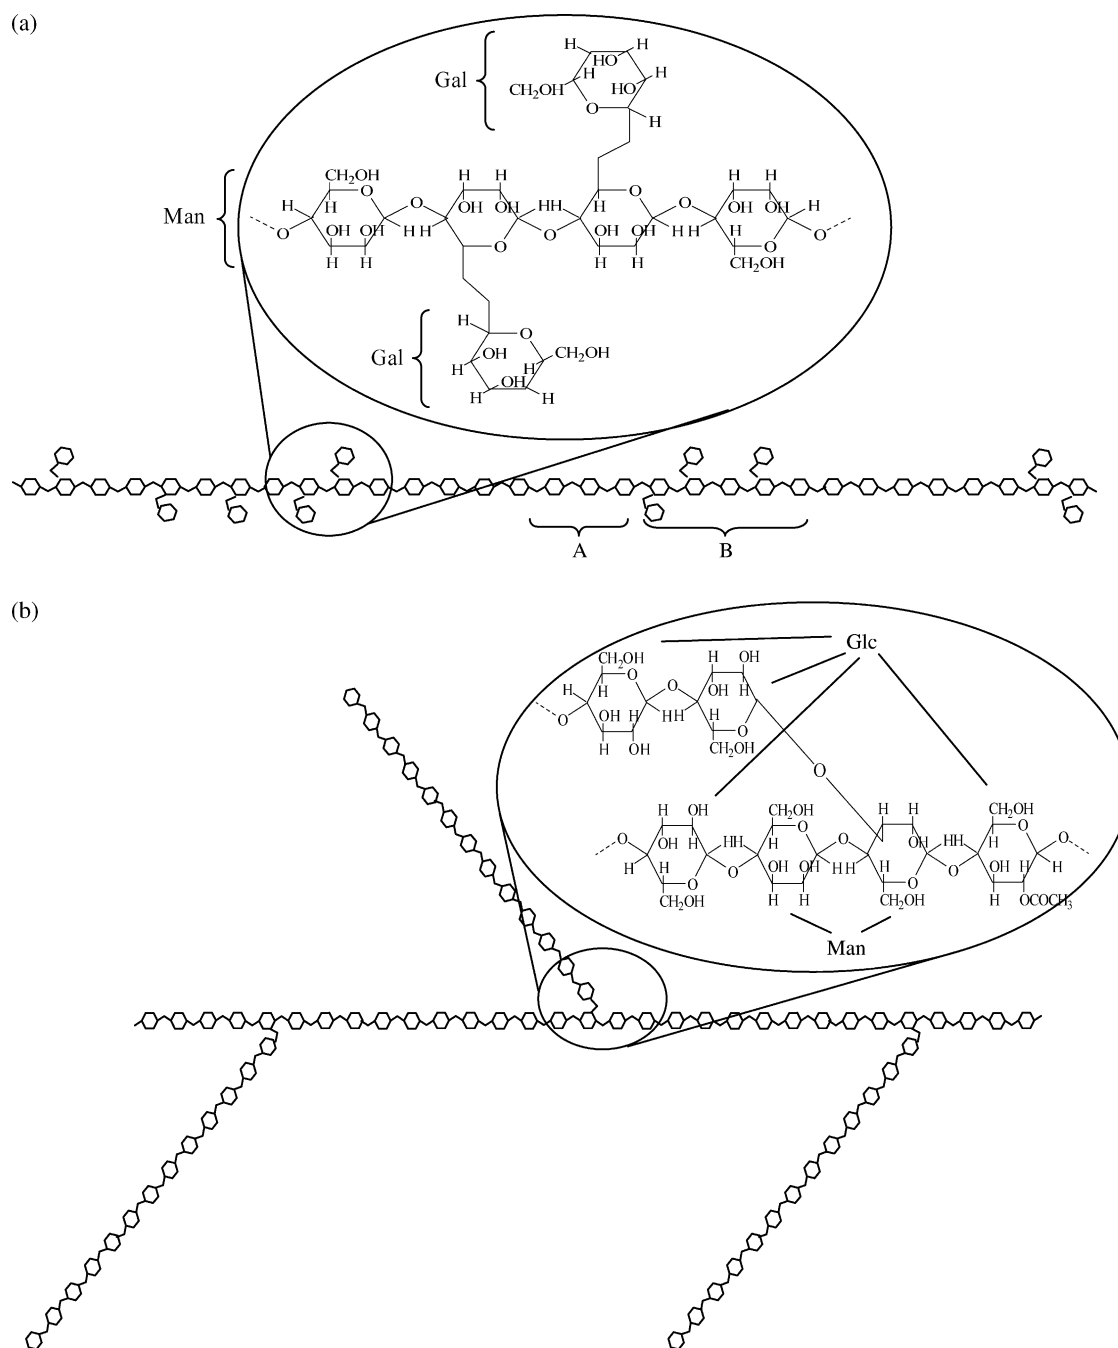 (a)
Gal
H H
HO
H H
CH₂OH HO
O
H
Man
CH₂OH H H H H
O O
H H O OH OH HH H O OH OH H
O OH OH H H O OH OH H H H O
O O
H H H H CH₂OH
Gal
H O
OH CH₂OH
H H
OH
H H
A B
(b)
Glc
CH₂OH H OH
O
H H O OH H
O OH H H H H O
H OH CH₂OH
O
H OH CH₂OH H H CH₂OH
O O
O OH H HH H O OH HH H O
H H O OH OH H H H O OH H H
O O
CH₂OH H H CH₂OH H OCOCH₃
Man